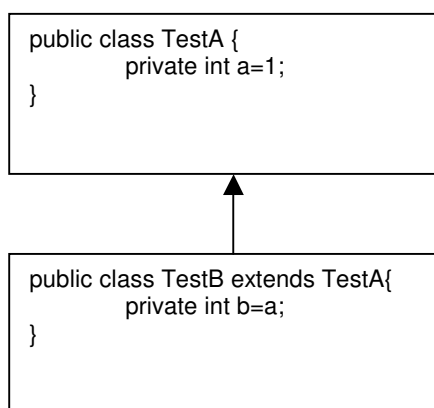 public class TestA {
private int a=1;
}
public class TestB extends TestA{
private int b=a;
}